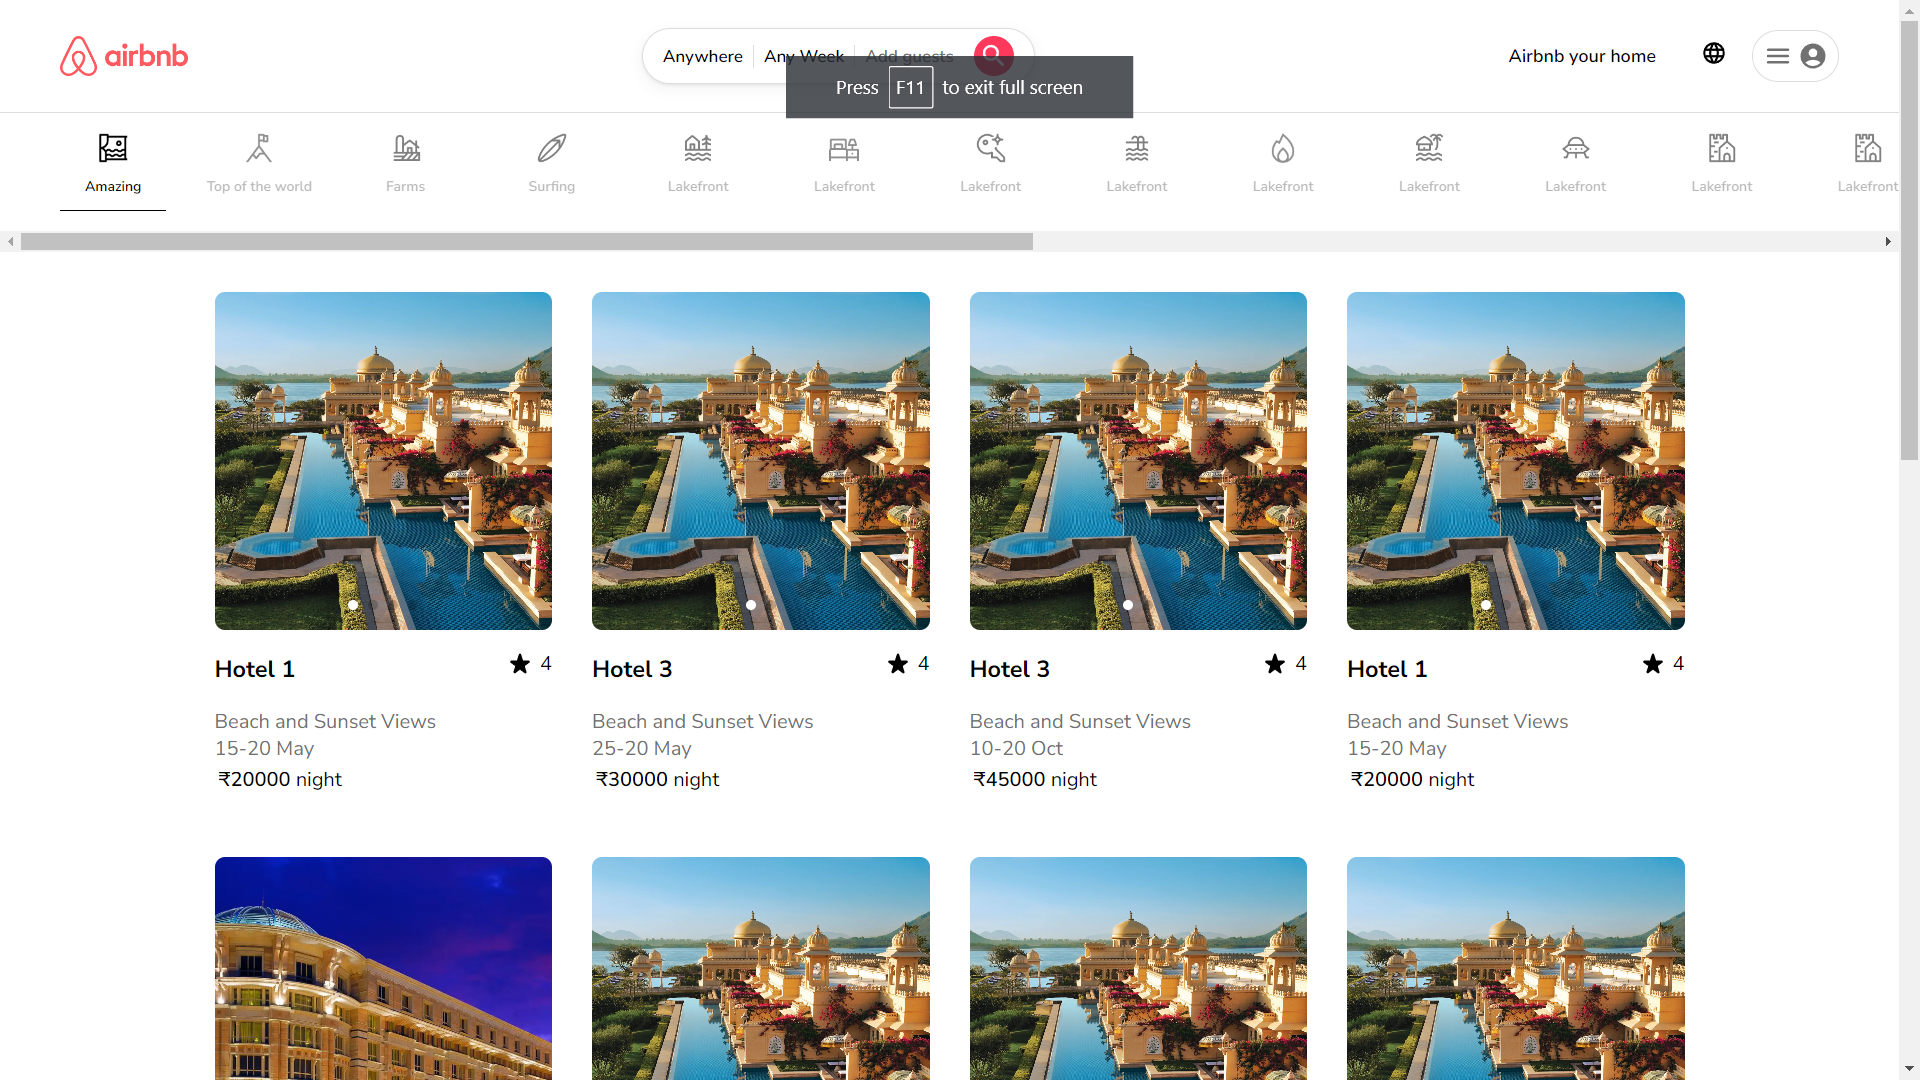 airbnb
Anywhere Any Week Add guests
Airbnb your home
Press F11 to exit full screen
Amazing
Top of the world
Farms
Surfing
Lakefront
Lakefront
Lakefront
Lakefront
Lakefront
Lakefront
Lakefront
Lakefront
Lakefront
Hotel 1 4
Beach and Sunset Views
15-20 May
₹20000 night
Hotel 3 4
Beach and Sunset Views
25-20 May
₹30000 night
Hotel 3 4
Beach and Sunset Views
10-20 Oct
₹45000 night
Hotel 1 4
Beach and Sunset Views
15-20 May
₹20000 night